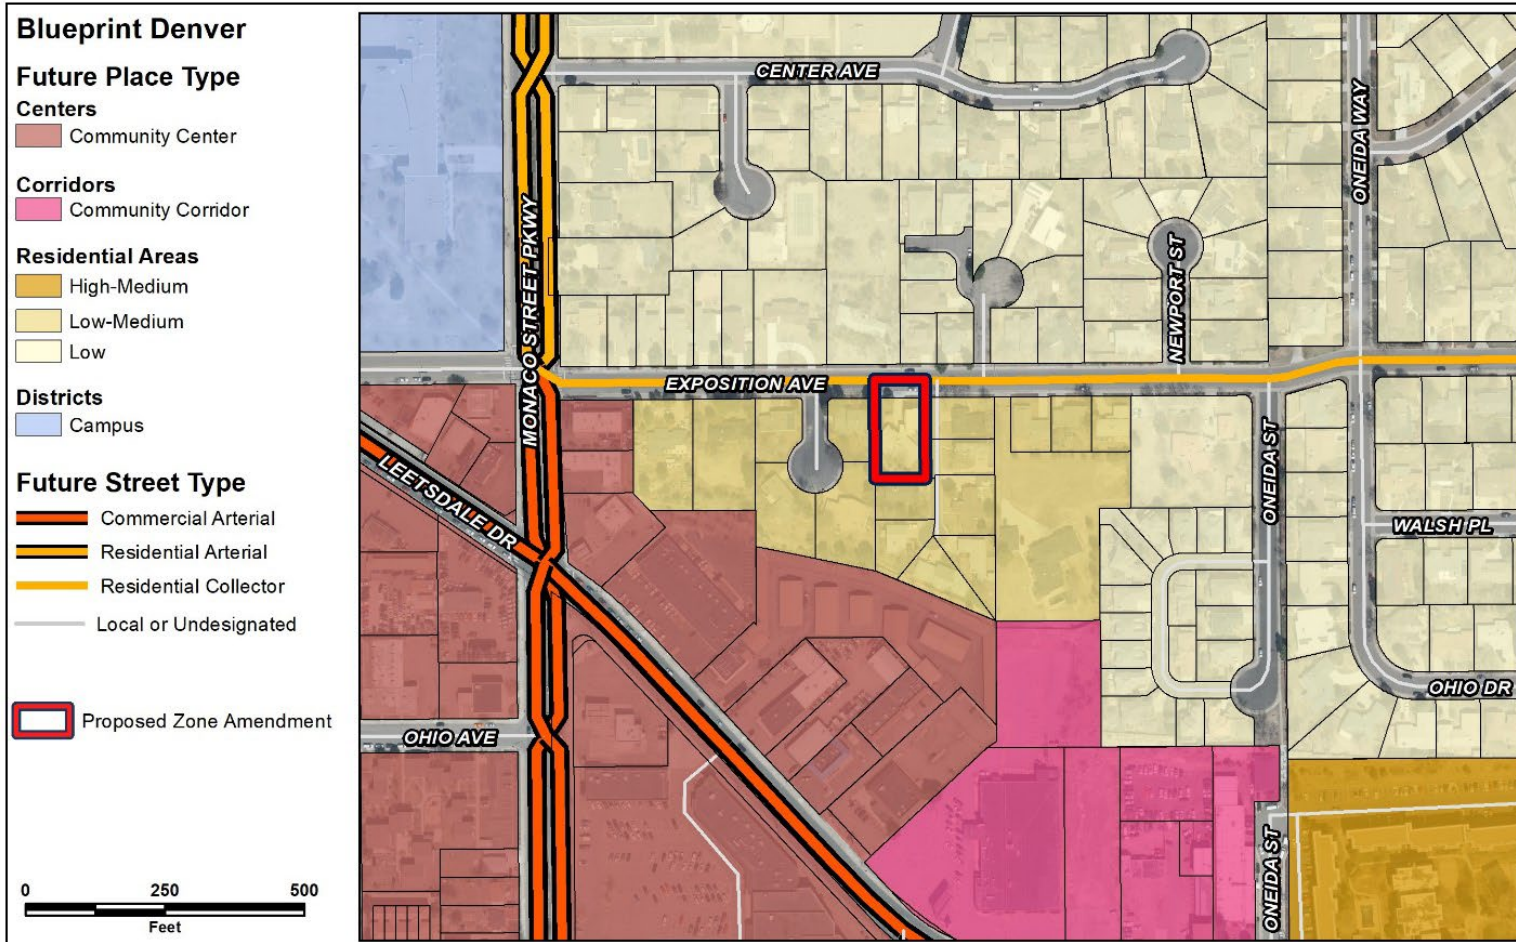 Blueprint Denver
Future Place Type
Centers
Community Center
Corridors
Community Corridor
Residential Areas
High-Medium
Low-Medium
Low
Districts
Campus
Future Street Type
Commercial Arterial
Residential Arterial
Residential Collector
Local or Undesignated
Proposed Zone Amendment
0 250 500
Feet
CENTER AVE
ONEIDA WAY
MONACO STREET PKWY
NEWPORT ST
EXPOSITION AVE
LEETSDALE DR
ONEIDA ST
WALSH PL
OHIO DR
OHIO AVE
ONEIDA ST